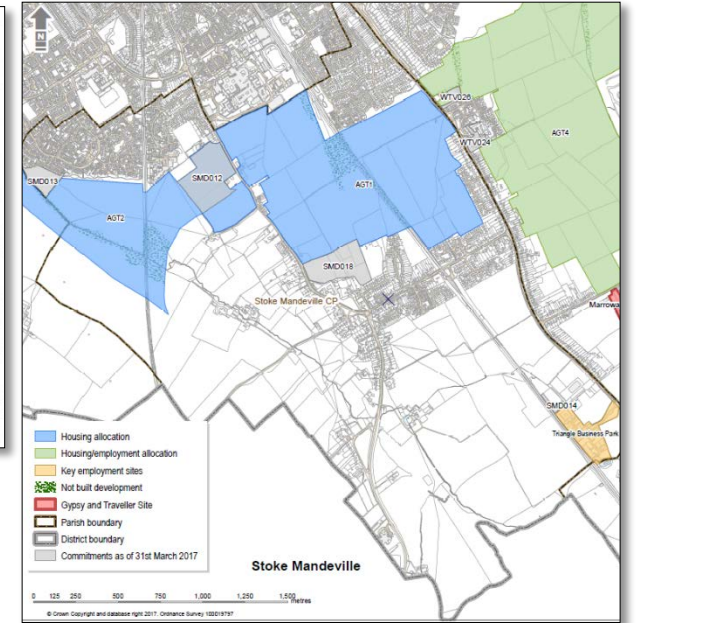 N
WTV026
WTV024
AGT4
SMD013
SMD012
AGT1
AGT2
SMD018
Stoke Mandeville CP
Marrowa
SMD014
Triangle Business Park
Housing allocation
Housing/employment allocation
Key employment sites
Not built development
Gypsy and Traveller Site
Parish boundary
District boundary
Commitments as of 31st March 2017
Stoke Mandeville
0 125 250 500 750 1,000 1,250 1,500 Metres
© Crown Copyright and database right 2017. Ordnance Survey 100019797